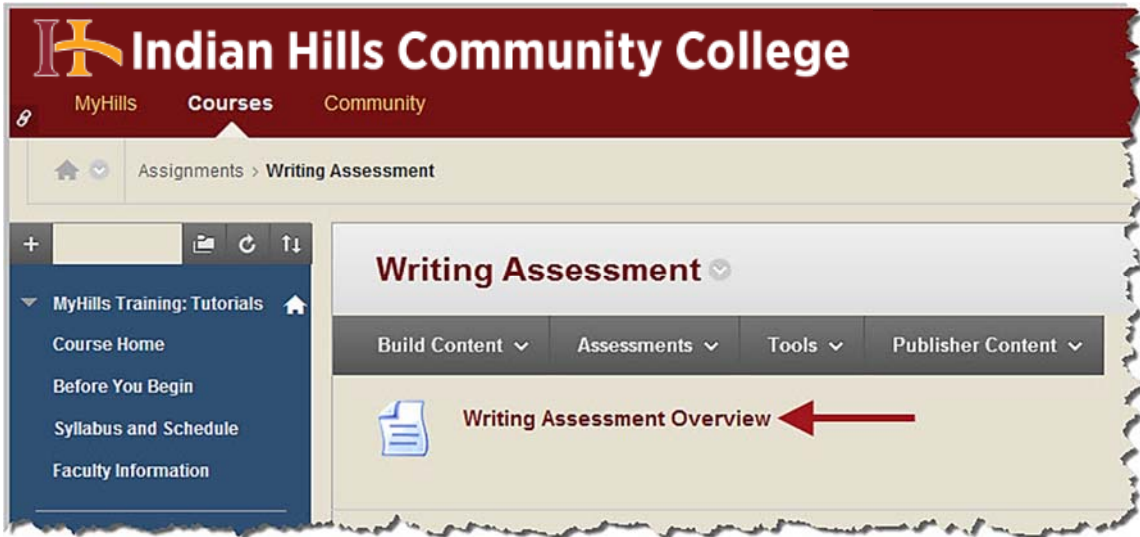 Indian Hills Community College
MyHills Courses Community
Assignments > Writing Assessment
Writing Assessment
MyHills Training: Tutorials
Course Home
Before You Begin
Syllabus and Schedule
Faculty Information
Build Content Assessments Tools Publisher Content
Writing Assessment Overview